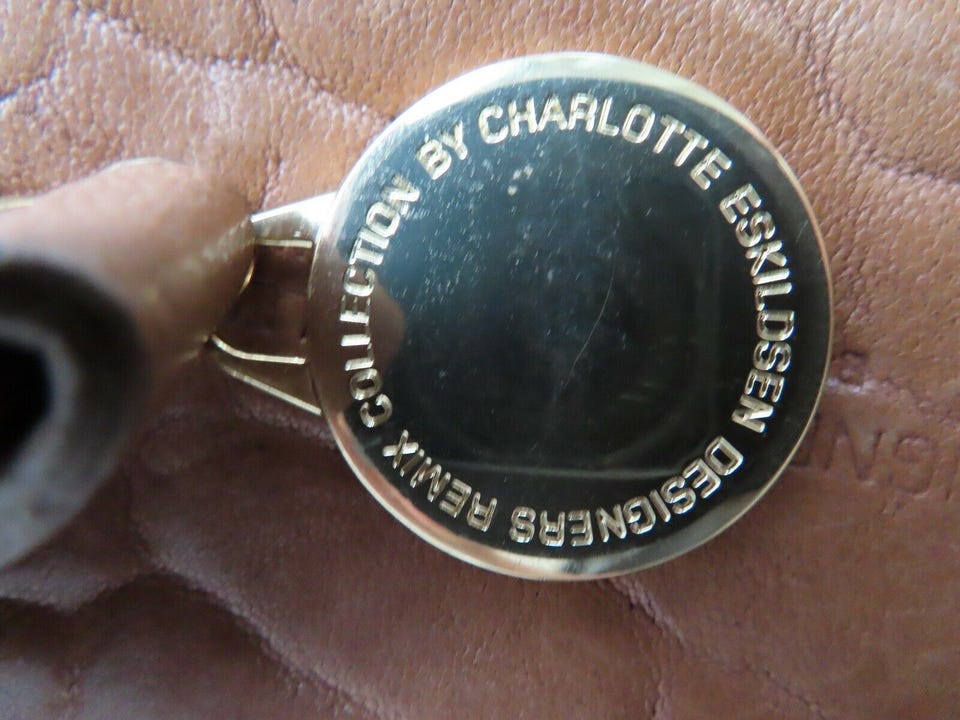 DESIGNERS REMIX COLLECTION BY CHARLOTTE ESKILDSEN